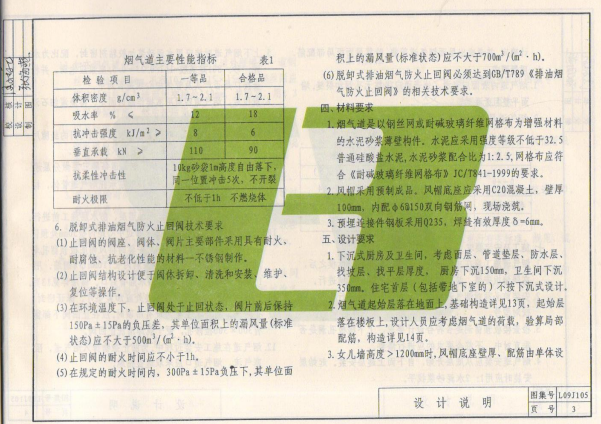 烟气道主要性能指标 表1
检验项目 一等品 合格品
体积密度 g/cm³ 1.7-2.1 1.7-2.1
吸水率 % ≤ 12 18
抗冲击强度 kJ/m² ≥ 8 6
垂直承载 kN ≥ 110 90
抗柔性冲击性 10kg砂袋1m高度自由落下,
同一位置冲击5次,不开裂
耐火极限 不低于1h 不燃烧体
6. 脱卸式排油烟气防火止回阀技术要求
(1)止回阀的阀座、阀体、阀片主要部件采用具有耐火、
耐腐蚀、抗老化性能的材料一不锈钢制作。
(2)止回阀结构设计便于阀体拆卸、清洗和安装、维护、
复位等操作。
(3)在环境温度下,止回阀处于止回状态,阀片前后保持
150Pa±15Pa的负压差,其单位面积上的漏风量(标准
状态)应不大于500m³/(m²·h)。
(4)止回阀的耐火时间应不小于1h。
(5)在规定的耐火时间内,300Pa±15Pa负压下,其单位面
积上的漏风量(标准状态)应不大于700m³/(m²·h)。
(6)脱卸式排油烟气防火止回阀必须达到GB/T789《排油烟
气防火止回阀》的相关技术要求。
四、材料要求
1. 烟气道是以钢丝网或耐碱玻璃纤维网格布为增强材料
的水泥砂浆薄壁构件。水泥应采用强度等级不低于32.5
普通硅酸盐水泥,水泥砂浆配合比为1:2.5,网格布应符
合《耐碱玻璃纤维网格布》JC/T841-1999的要求。
2. 风帽采用预制成品。风帽底座应采用C20混凝土,壁厚
100mm,内配φ6@150双向钢筋网,现场浇筑。
3. 预埋连接件钢板采用Q235,焊缝有效厚度δ=6mm。
五、设计要求
1. 下沉式厨房及卫生间,考虑面层、管道垫层、防水层、
找坡层、找平层厚度, 厨房下沉150mm,卫生间下沉
350mm。住宅首层(包括带地下室的)不按下沉式设计。
2. 烟气道起始层落在地面上,基础构造详见13页,起始层
落在楼板上,设计人员应考虑烟气道的荷载,验算局部
配筋,构造详见14页。
3. 女儿墙高度>1200mm时,风帽底座壁厚、配筋由单体设
设计说明
图集号 L09J105
页号 3
校核
设计
制图